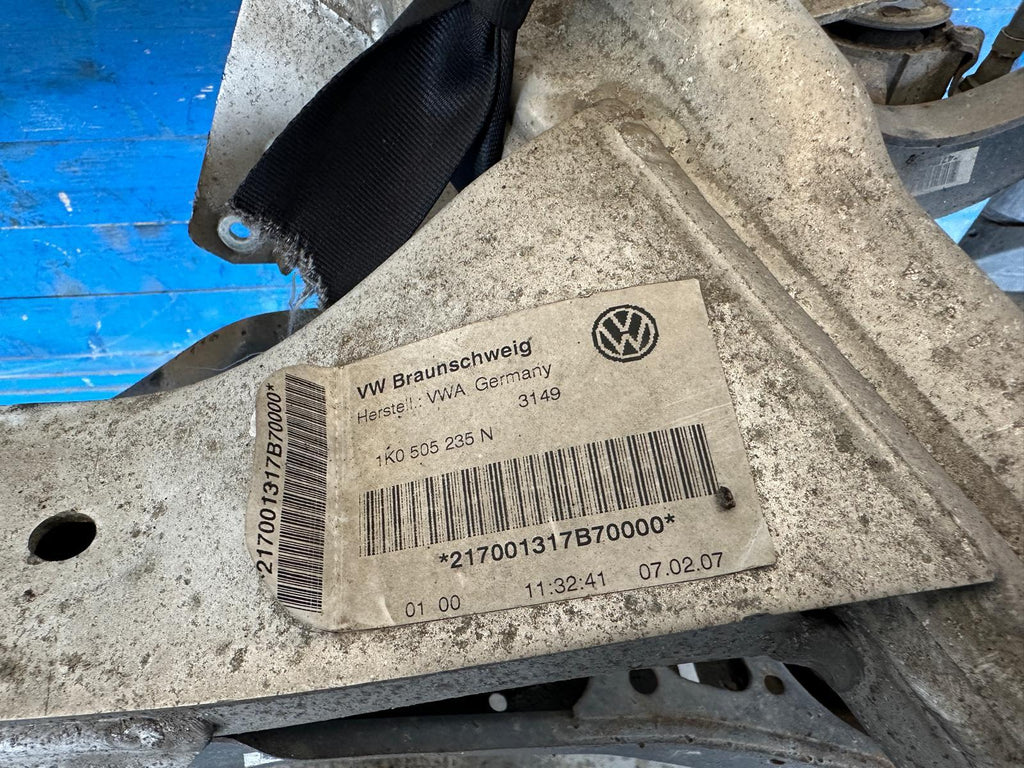 VW Braunschweig
Herstell.: VWA Germany
3149
1K0 505 235 N
*217001317B70000*
01 00 11:32:41 07.02.07
*217001317B70000*